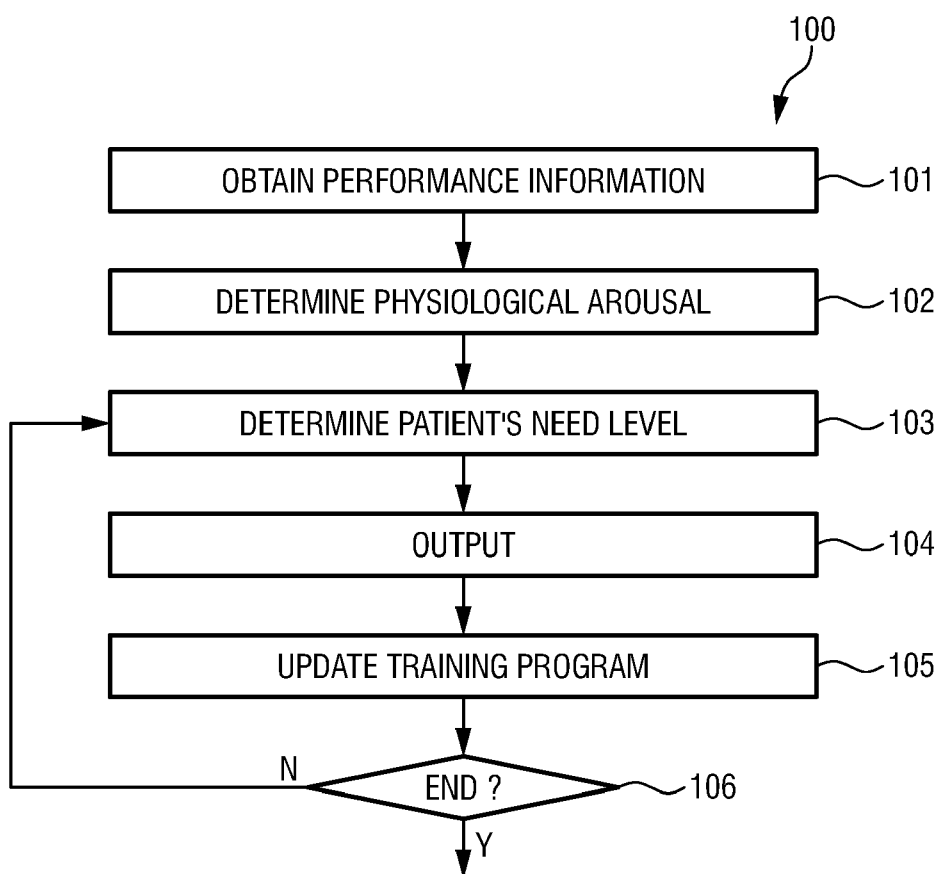 100
OBTAIN PERFORMANCE INFORMATION 101
DETERMINE PHYSIOLOGICAL AROUSAL 102
DETERMINE PATIENT'S NEED LEVEL 103
OUTPUT 104
UPDATE TRAINING PROGRAM 105
N END ? 106
Y